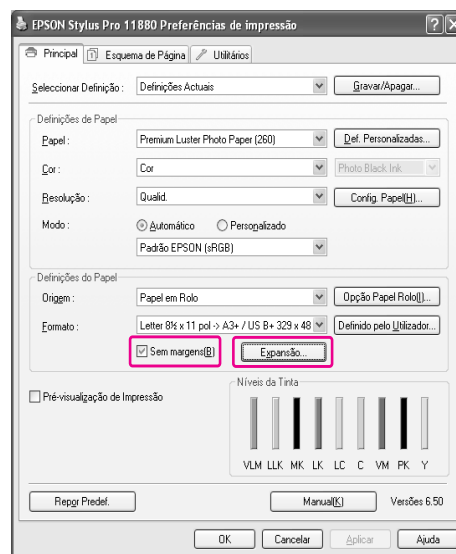 EPSON Stylus Pro 11880 Preferências de impressão
Principal Esquema de Página Utilitários
Seleccionar Definição : Definições Actuais Gravar/Apagar...
Definições de Papel
Papel : Premium Luster Photo Paper (260) Def. Personalizadas...
Cor : Cor Photo Black Ink
Resolução : Qualid. Config. Papel(H)...
Modo : Automático Personalizado
Padrão EPSON (sRGB)
Definições do Papel
Origem : Papel em Rolo Opção Papel Rolo(I)...
Formato : Letter 8½ x 11 pol -> A3+ / US B+ 329 x 48 Definido pelo Utilizador...
Sem margens(B) Expansão...
Pré-visualização de Impressão
Níveis da Tinta
VLM LLK MK LK LC C VM PK Y
Repor Predef. Manual(K) Versões 6.50
OK Cancelar Aplicar Ajuda